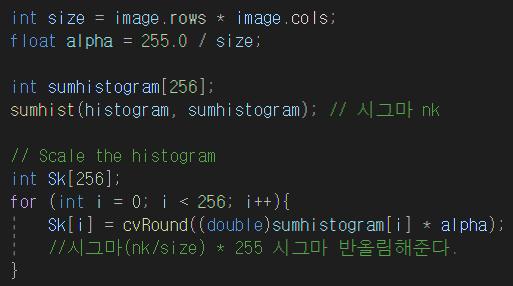 int size = image.rows * image.cols;
float alpha = 255.0 / size;

int sumhistogram[256];
sumhist(histogram, sumhistogram); // 시그마 nk

// Scale the histogram
int Sk[256];
for (int i = 0; i < 256; i++){
    Sk[i] = cvRound((double)sumhistogram[i] * alpha);
    //시그마(nk/size) * 255 시그마 반올림해준다.
}